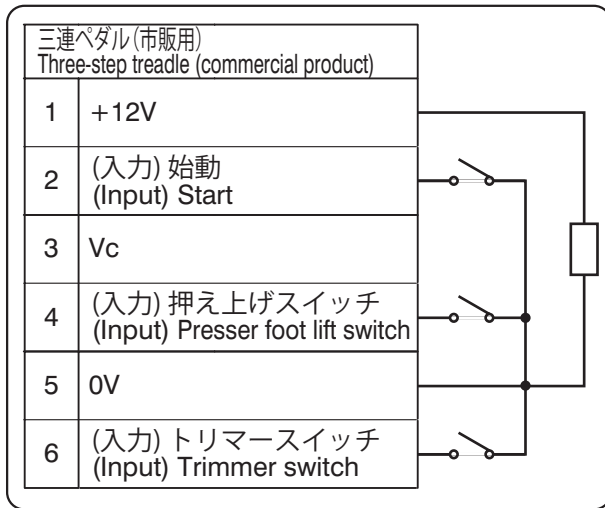 三連ペダル(市販用)
Three-step treadle (commercial product)
1 +12V
2 (入力) 始動
(Input) Start
3 Vc
4 (入力) 押え上げスイッチ
(Input) Presser foot lift switch
5 0V
6 (入力) トリマースイッチ
(Input) Trimmer switch